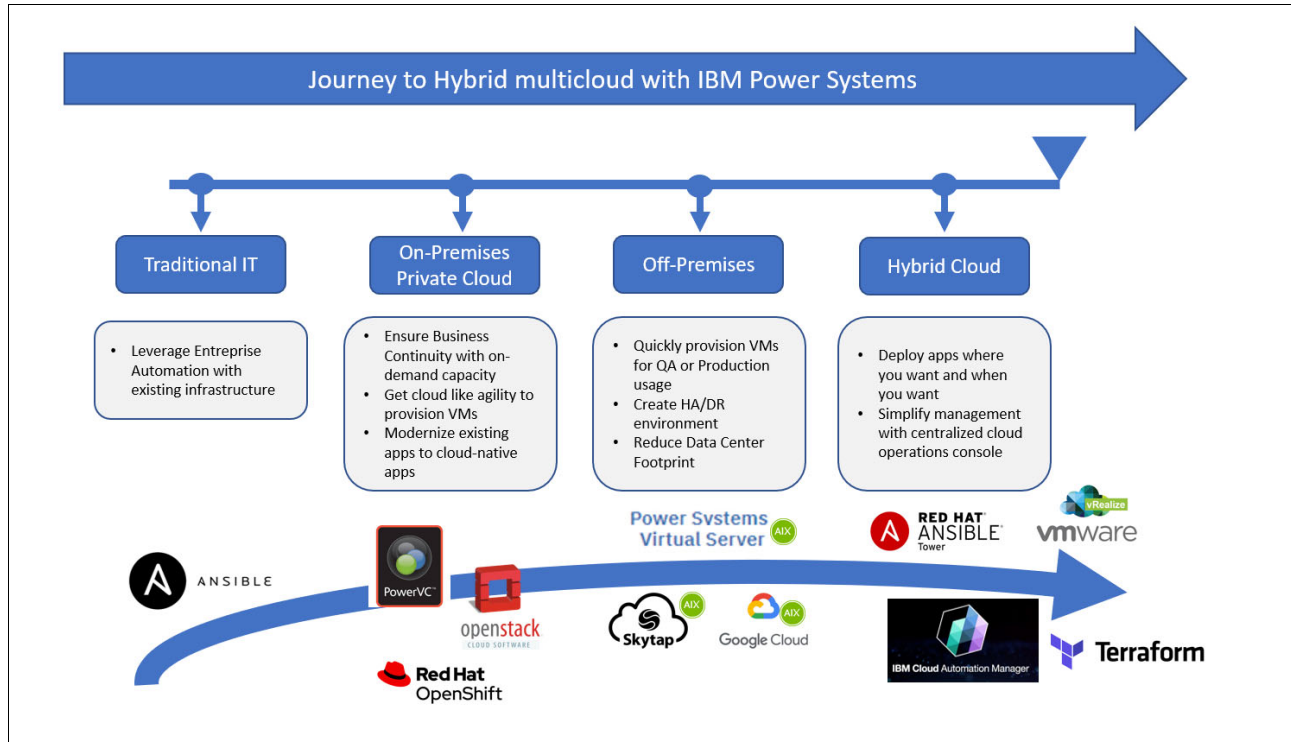 Journey to Hybrid multicloud with IBM Power Systems
Traditional IT
On-Premises
Private Cloud
Off-Premises
Hybrid Cloud
• Leverage Entreprise
Automation with
existing infrastructure
• Ensure Business
Continuity with on-
demand capacity
• Get cloud like agility to
provision VMs
• Modernize existing
apps to cloud-native
apps
• Quickly provision VMs
for QA or Production
usage
• Create HA/DR
environment
• Reduce Data Center
Footprint
• Deploy apps where
you want and when
you want
• Simplify management
with centralized cloud
operations console
ANSIBLE
PowerVC™
openstack
CLOUD SOFTWARE
Red Hat
OpenShift
Power Systems
Virtual Server
AIX
Skytap
AIX
Google Cloud
AIX
RED HAT®
ANSIBLE®
Tower
vRealize
vmware
IBM Cloud Automation Manager
Terraform